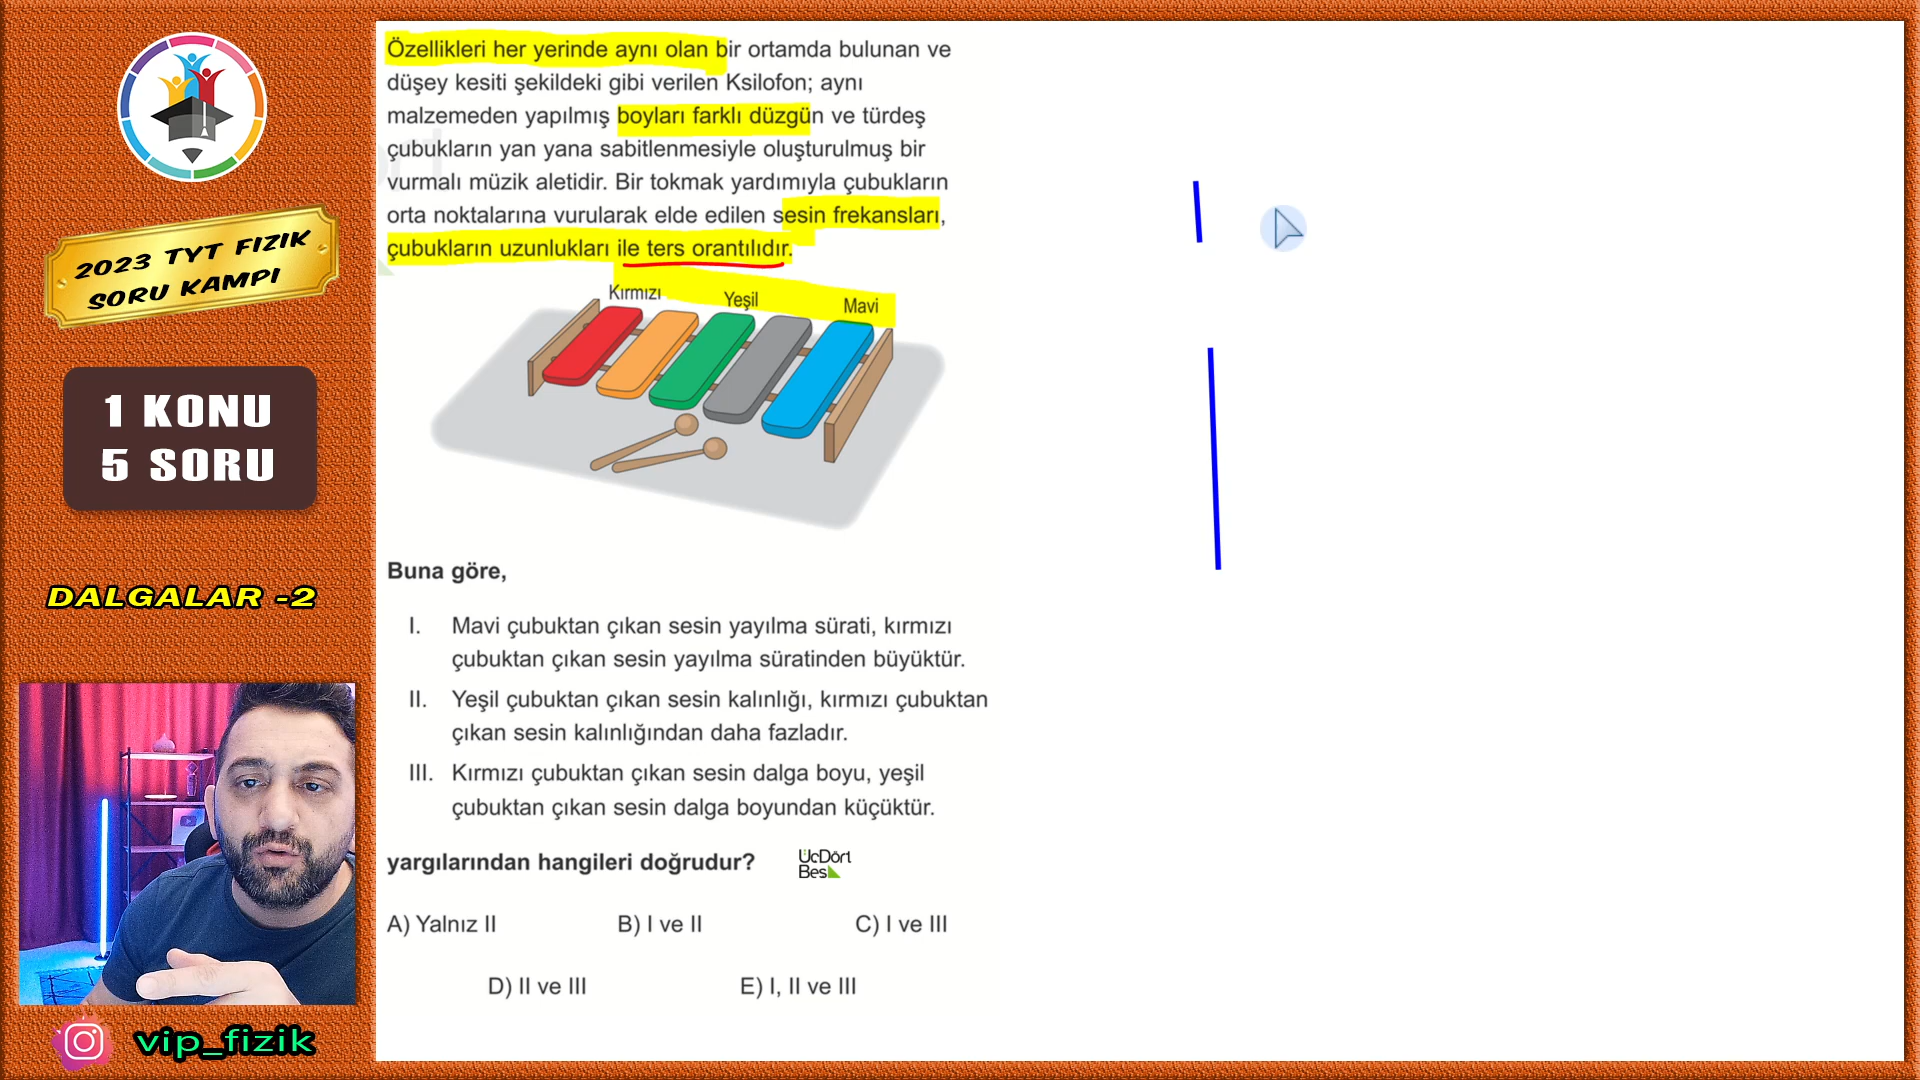 2023 TYT FIZIK
SORU KAMPI
1 KONU
5 SORU
DALGALAR -2
vip_fizik
Özellikleri her yerinde aynı olan bir ortamda bulunan ve
düşey kesiti şekildeki gibi verilen Ksilofon; aynı
malzemeden yapılmış boyları farklı düzgün ve türdeş
çubukların yan yana sabitlenmesiyle oluşturulmuş bir
vurmalı müzik aletidir. Bir tokmak yardımıyla çubukların
orta noktalarına vurularak elde edilen sesin frekansları,
çubukların uzunlukları ile ters orantılıdır.
Kırmızı Yeşil Mavi
Buna göre,
I. Mavi çubuktan çıkan sesin yayılma sürati, kırmızı
çubuktan çıkan sesin yayılma süratinden büyüktür.
II. Yeşil çubuktan çıkan sesin kalınlığı, kırmızı çubuktan
çıkan sesin kalınlığından daha fazladır.
III. Kırmızı çubuktan çıkan sesin dalga boyu, yeşil
çubuktan çıkan sesin dalga boyundan küçüktür.
yargılarından hangileri doğrudur?
ÜçDört
Beş
A) Yalnız II B) I ve II C) I ve III
D) II ve III E) I, II ve III